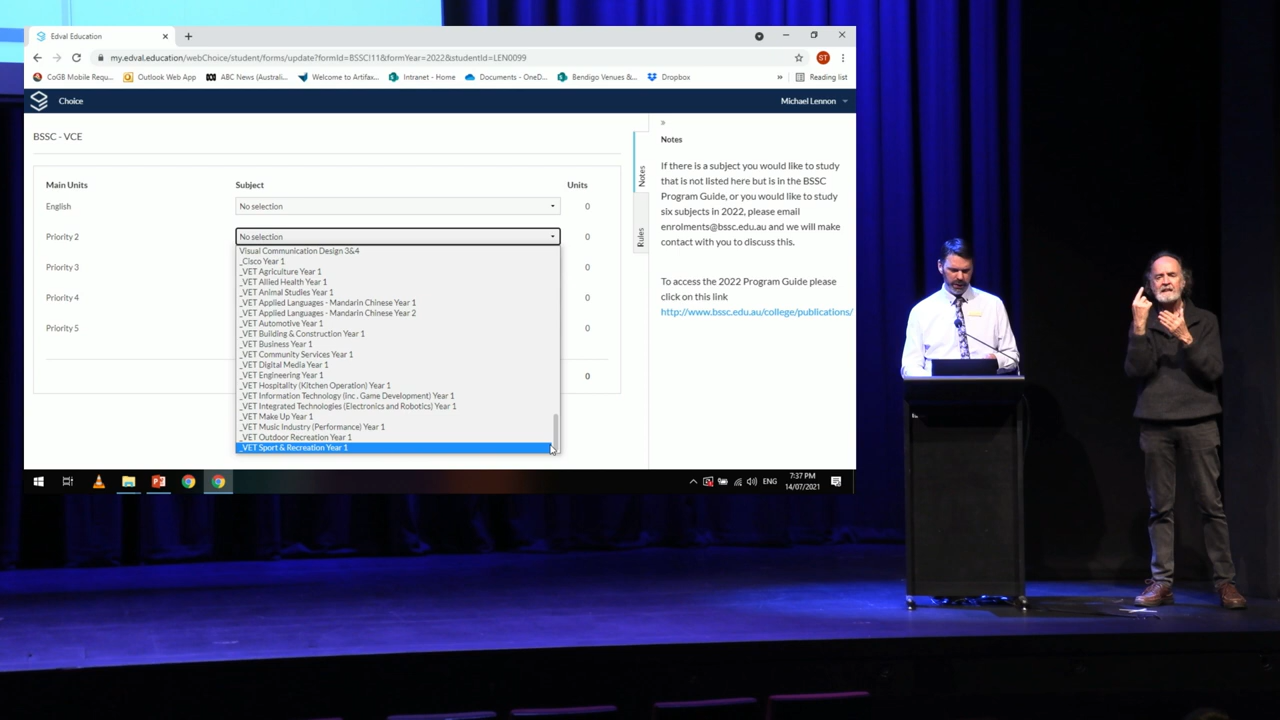 Edval Education
my.edval.education/webChoice/student/forms/update?formId=BSSC!11&formYear=2022&studentId=LEN0099
ST
CoGB Mobile Requ... Outlook Web App ABC News (Australi... Welcome to Artifax... Intranet - Home Documents - OneD... Bendigo Venues &... Dropbox » Reading list
Choice Michael Lennon
BSSC - VCE
Main Units Subject Units
English No selection 0
Priority 2 No selection 0
Priority 3 0
Priority 4 0
Priority 5 0
0
Visual Communication Design 3&4
_Cisco Year 1
_VET Agriculture Year 1
_VET Allied Health Year 1
_VET Animal Studies Year 1
_VET Applied Languages - Mandarin Chinese Year 1
_VET Applied Languages - Mandarin Chinese Year 2
_VET Automotive Year 1
_VET Building & Construction Year 1
_VET Business Year 1
_VET Community Services Year 1
_VET Digital Media Year 1
_VET Engineering Year 1
_VET Hospitality (Kitchen Operation) Year 1
_VET Information Technology (Inc . Game Development) Year 1
_VET Integrated Technologies (Electronics and Robotics) Year 1
_VET Make Up Year 1
_VET Music Industry (Performance) Year 1
_VET Outdoor Recreation Year 1
_VET Sport & Recreation Year 1
Notes
Rules
»
Notes
If there is a subject you would like to study
that is not listed here but is in the BSSC
Program Guide, or you would like to study
six subjects in 2022, please email
enrolments@bssc.edu.au and we will make
contact with you to discuss this.
To access the 2022 Program Guide please
click on this link
http://www.bssc.edu.au/college/publications/
ENG
7:37 PM
14/07/2021